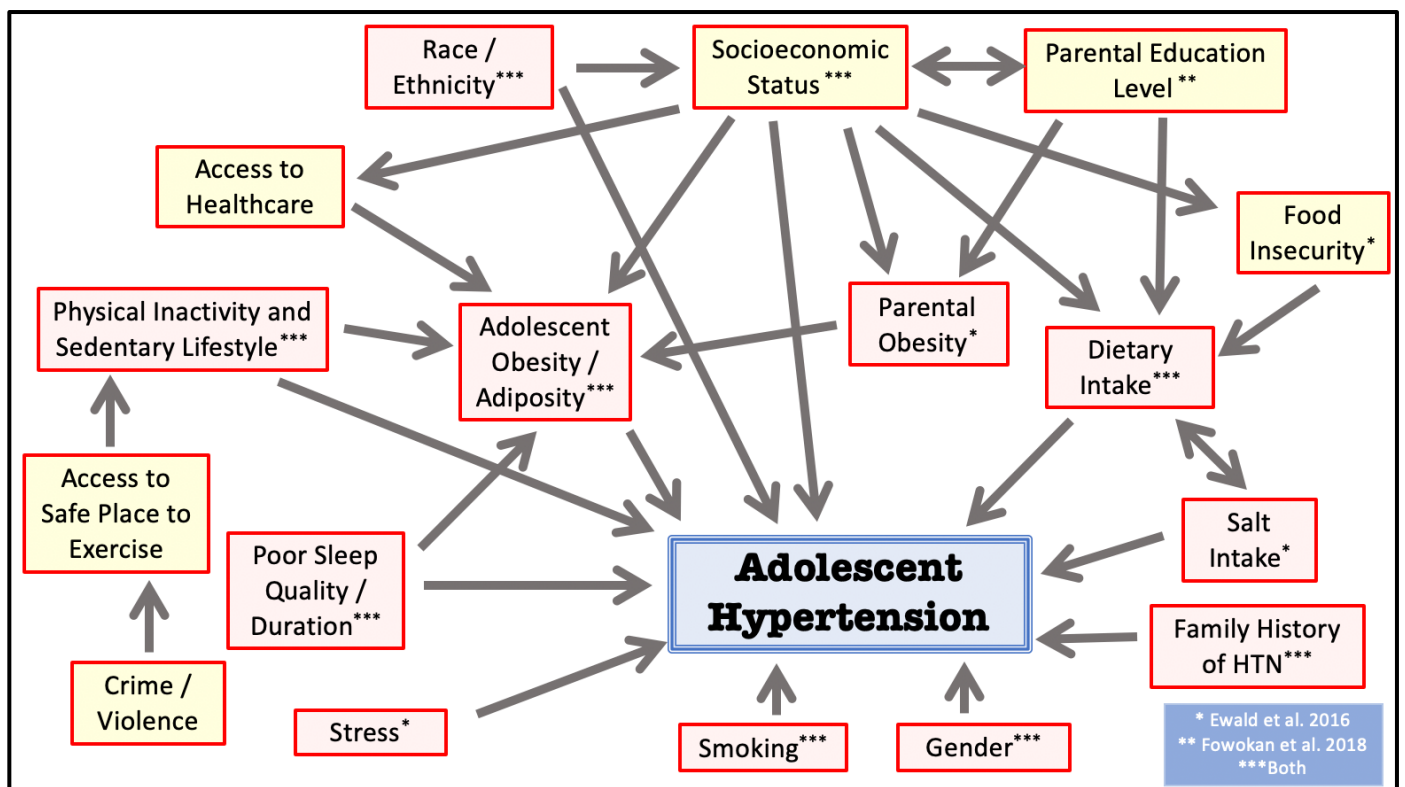 Race /
Ethnicity***
Socioeconomic
Status ***
Parental Education
Level **
Access to
Healthcare
Food
Insecurity*
Physical Inactivity and
Sedentary Lifestyle***
Adolescent
Obesity /
Adiposity***
Parental
Obesity*
Dietary
Intake***
Access to
Safe Place to
Exercise
Poor Sleep
Quality /
Duration***
Adolescent
Hypertension
Salt
Intake*
Family History
of HTN***
Crime /
Violence
Stress*
Smoking***
Gender***
* Ewald et al. 2016
** Fowokan et al. 2018
***Both